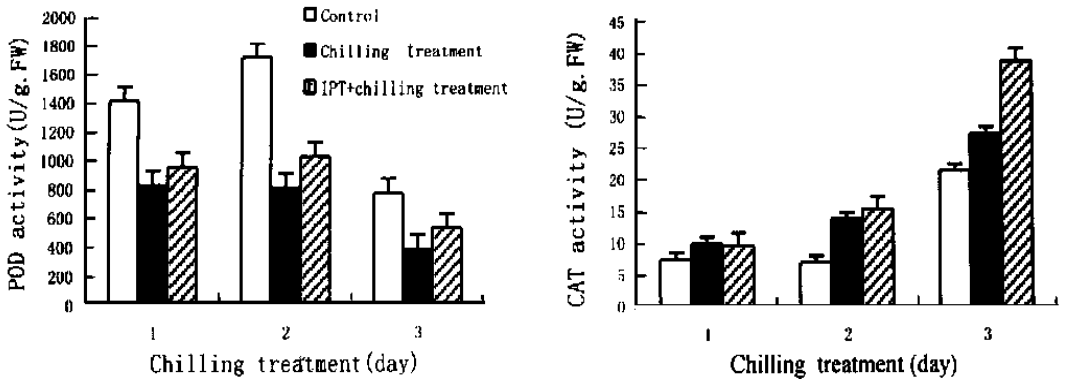 POD activity(U/g.FW)
2000
1800
1600
1400
1200
1000
800
600
400
200
0
Control
Chilling treatment
IPT+chilling treatment
1 2 3
Chilling treatment(day)
CAT activity (U/g.FW)
45
40
35
30
25
20
15
10
5
0
1 2 3
Chilling treatment (day)